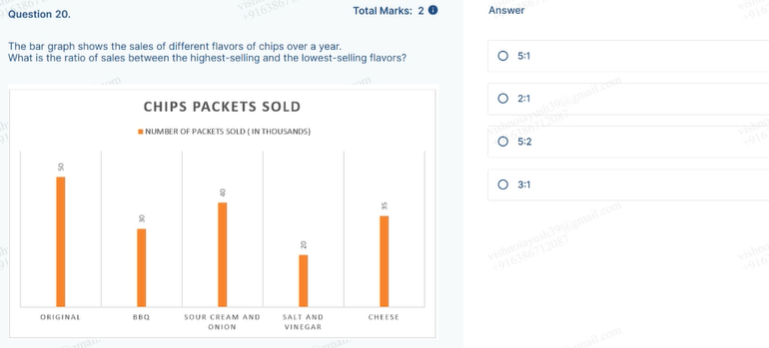 Question 20.
Total Marks: 2
The bar graph shows the sales of different flavors of chips over a year.
What is the ratio of sales between the highest-selling and the lowest-selling flavors?
CHIPS PACKETS SOLD
NUMBER OF PACKETS SOLD ( IN THOUSANDS)
50
30
40
20
35
ORIGINAL
BBQ
SOUR CREAM AND
ONION
SALT AND
VINEGAR
CHEESE
Answer
5:1
2:1
5:2
3:1